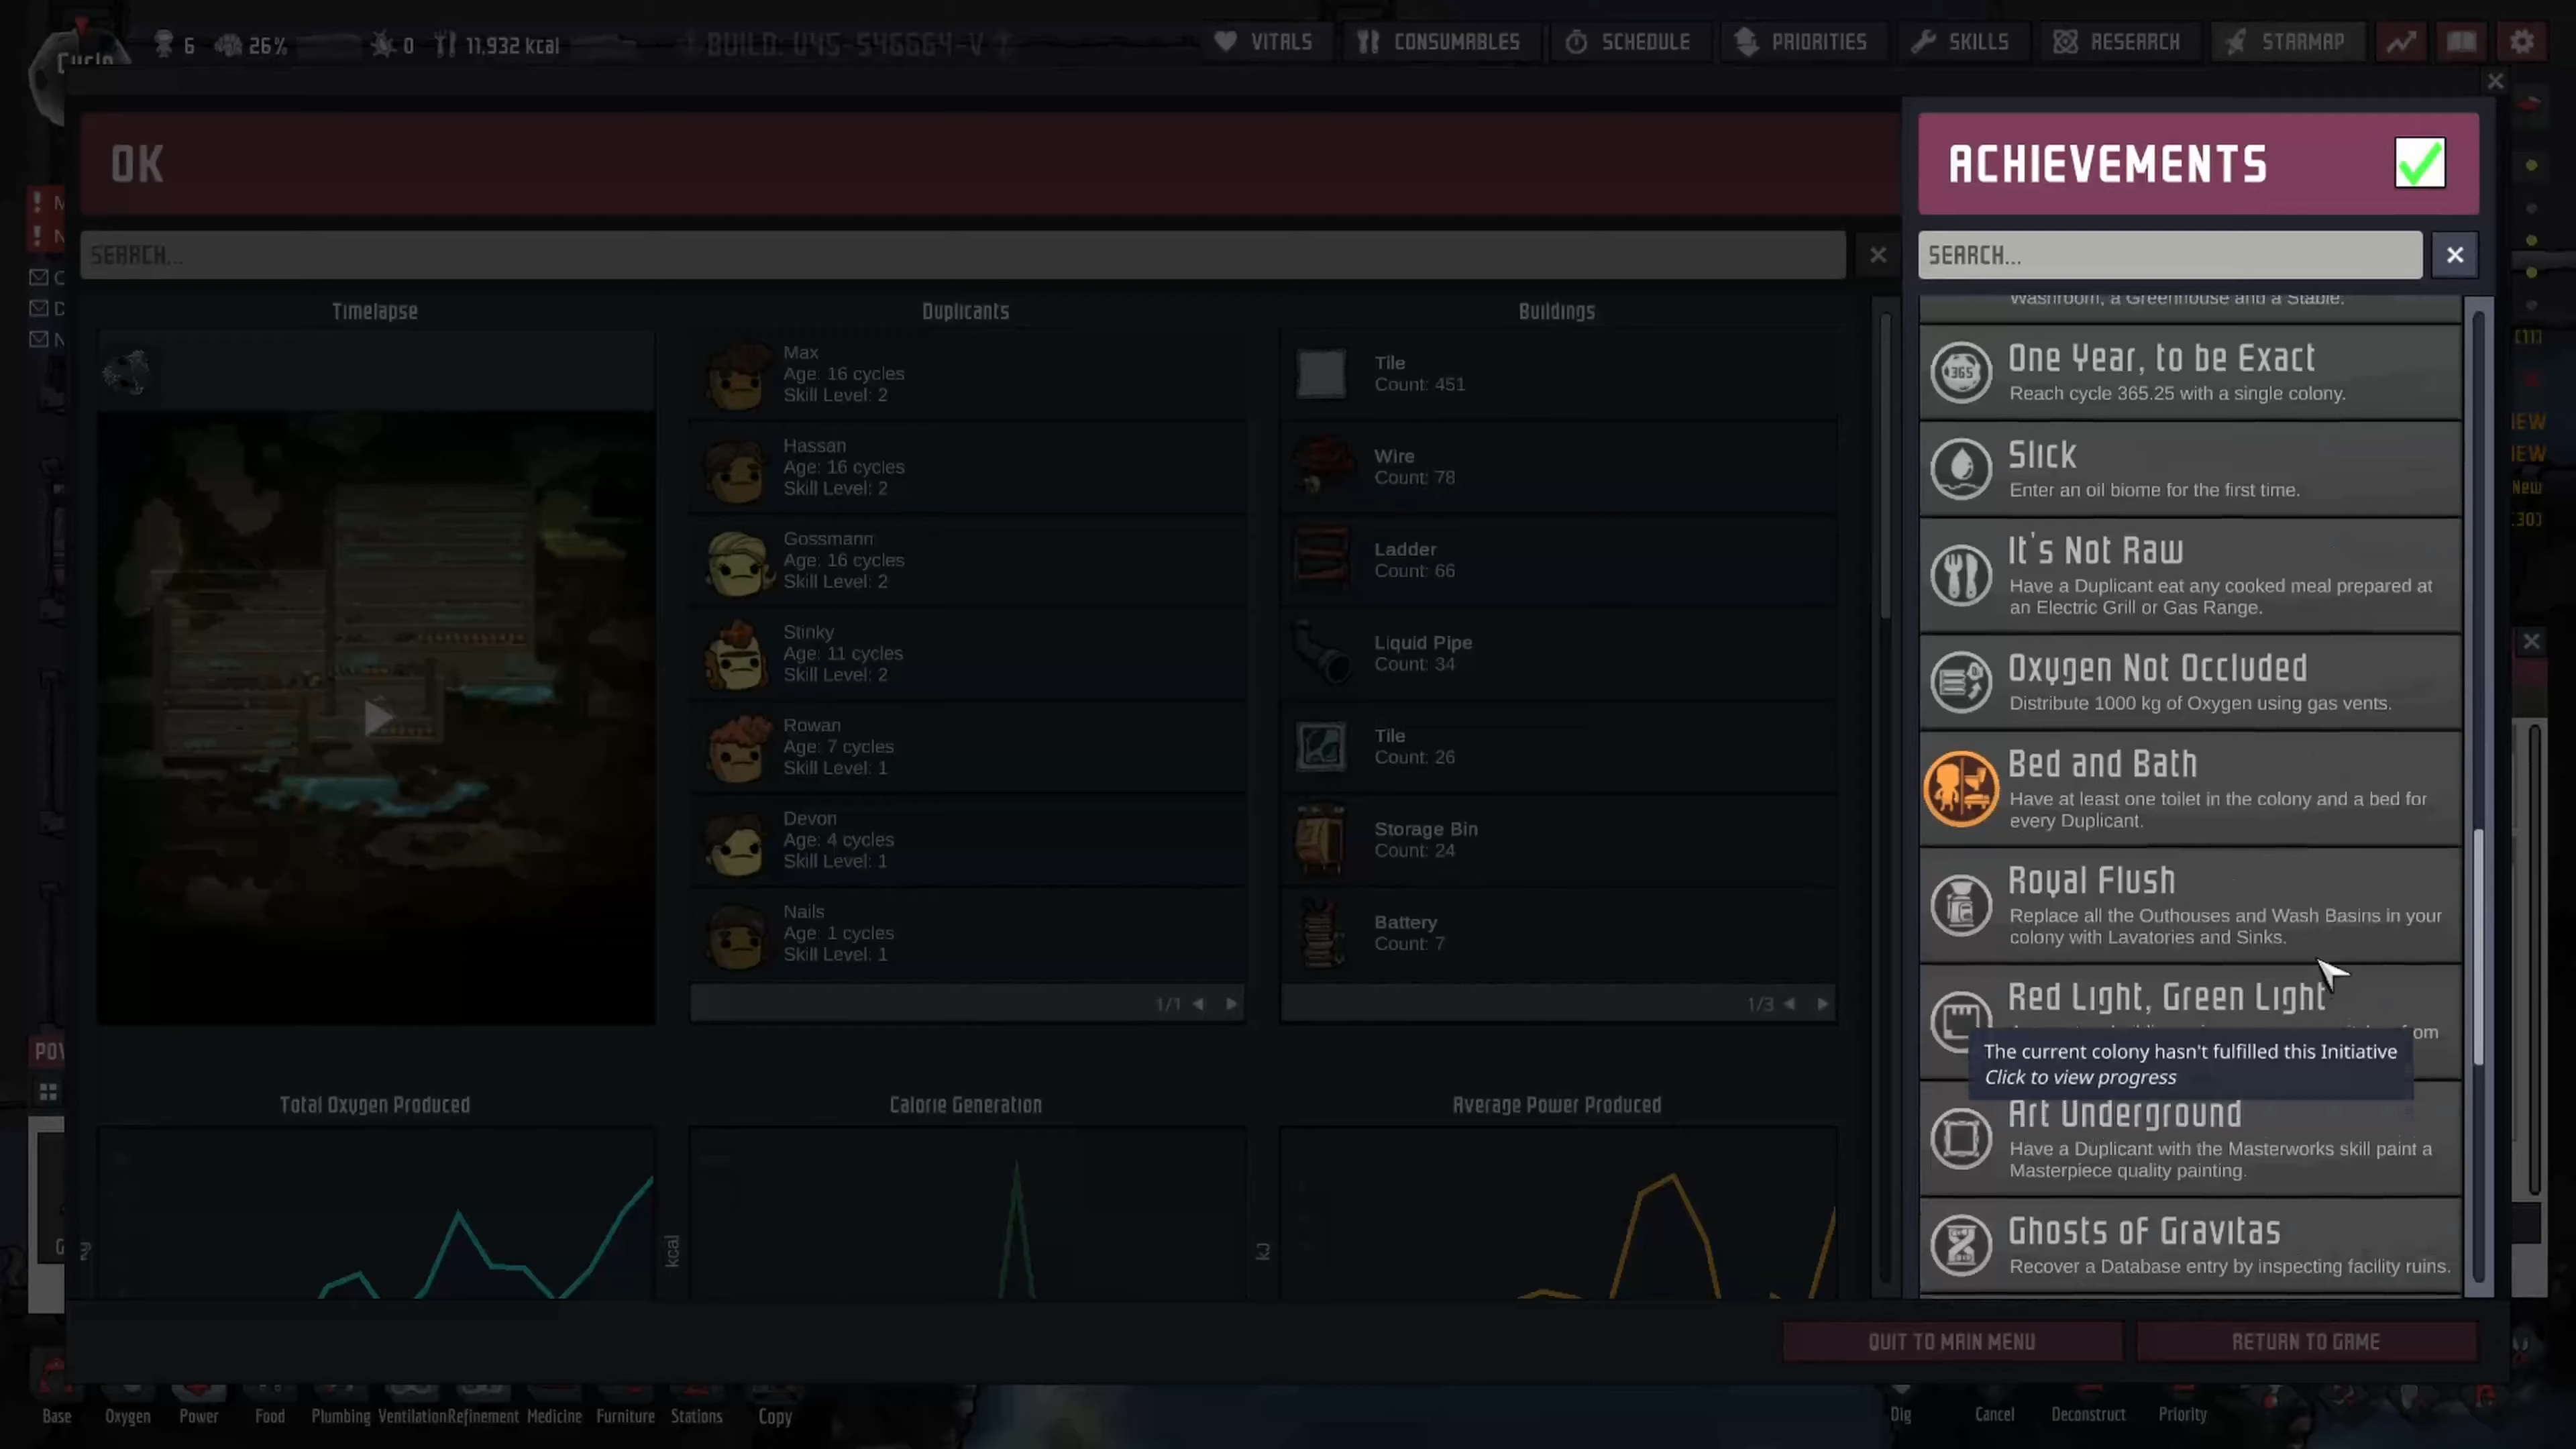 Cycle
6
26%
0
11,932 kcal
BUILD: U45-546664-V
VITALS
CONSUMABLES
SCHEDULE
PRIORITIES
SKILLS
RESEARCH
STARMAP
OK
SEARCH...
Timelapse
Duplicants
Max
Age: 16 cycles
Skill Level: 2
Hassan
Age: 16 cycles
Skill Level: 2
Gossmann
Age: 16 cycles
Skill Level: 2
Stinky
Age: 11 cycles
Skill Level: 2
Rowan
Age: 7 cycles
Skill Level: 1
Devon
Age: 4 cycles
Skill Level: 1
Nails
Age: 1 cycles
Skill Level: 1
1/1
Buildings
Tile
Count: 451
Wire
Count: 78
Ladder
Count: 66
Liquid Pipe
Count: 34
Tile
Count: 26
Storage Bin
Count: 24
Battery
Count: 7
1/3
Total Oxygen Produced
Calorie Generation
kcal
Average Power Produced
kJ
ACHIEVEMENTS
SEARCH...
Washroom, a Greenhouse and a Stable.
365
One Year, to be Exact
Reach cycle 365.25 with a single colony.
Slick
Enter an oil biome for the first time.
It's Not Raw
Have a Duplicant eat any cooked meal prepared at
an Electric Grill or Gas Range.
Oxygen Not Occluded
Distribute 1000 kg of Oxygen using gas vents.
Bed and Bath
Have at least one toilet in the colony and a bed for
every Duplicant.
Royal Flush
Replace all the Outhouses and Wash Basins in your
colony with Lavatories and Sinks.
Red Light, Green Light
The current colony hasn't fulfilled this Initiative
Click to view progress
Art Underground
Have a Duplicant with the Masterworks skill paint a
Masterpiece quality painting.
Ghosts of Gravitas
Recover a Database entry by inspecting facility ruins.
QUIT TO MAIN MENU
RETURN TO GAME
Base
Oxygen
Power
Food
Plumbing
Ventilation
Refinement
Medicine
Furniture
Stations
Copy
Dig
Cancel
Deconstruct
Priority